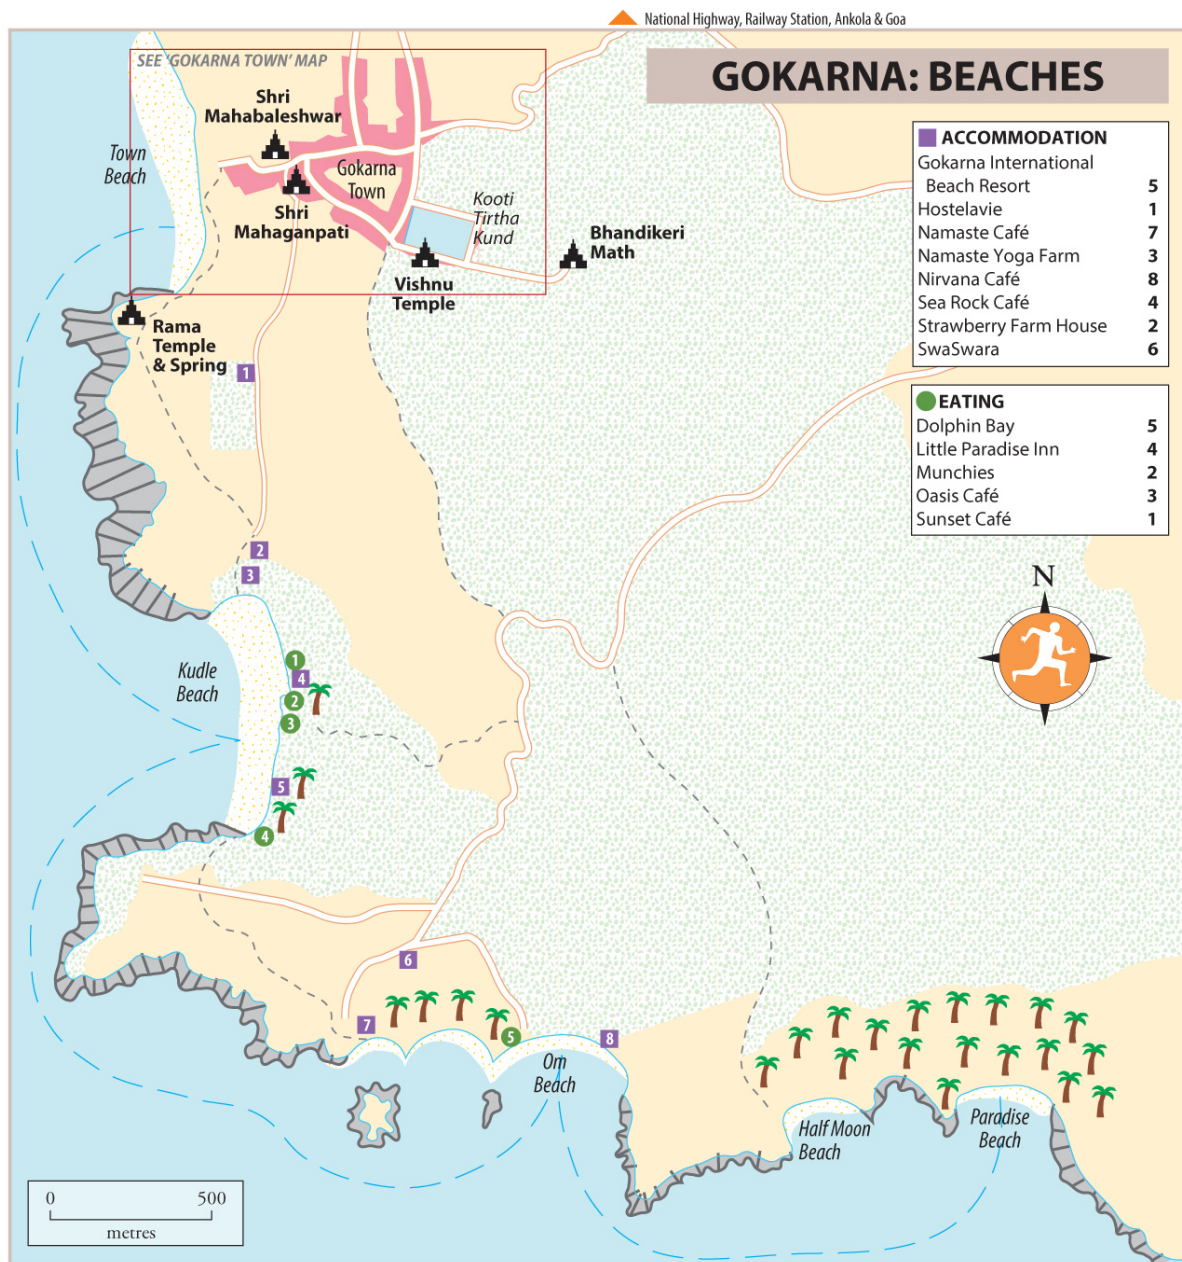 National Highway, Railway Station, Ankola & Goa
GOKARNA: BEACHES
SEE 'GOKARNA TOWN' MAP
Shri
Mahabaleshwar
Town
Beach
Gokarna
Town
Shri
Mahaganpati
Kooti
Tirtha
Kund
Bhandikeri
Math
Vishnu
Temple
Rama
Temple
& Spring
ACCOMMODATION
Gokarna International
Beach Resort 5
Hostelavie 1
Namaste Café 7
Namaste Yoga Farm 3
Nirvana Café 8
Sea Rock Café 4
Strawberry Farm House 2
SwaSwara 6
EATING
Dolphin Bay 5
Little Paradise Inn 4
Munchies 2
Oasis Café 3
Sunset Café 1
1
2
3
N
Kudle
Beach
1
4
2
3
5
4
6
7
5
8
Om
Beach
Half Moon
Beach
Paradise
Beach
0 500
metres